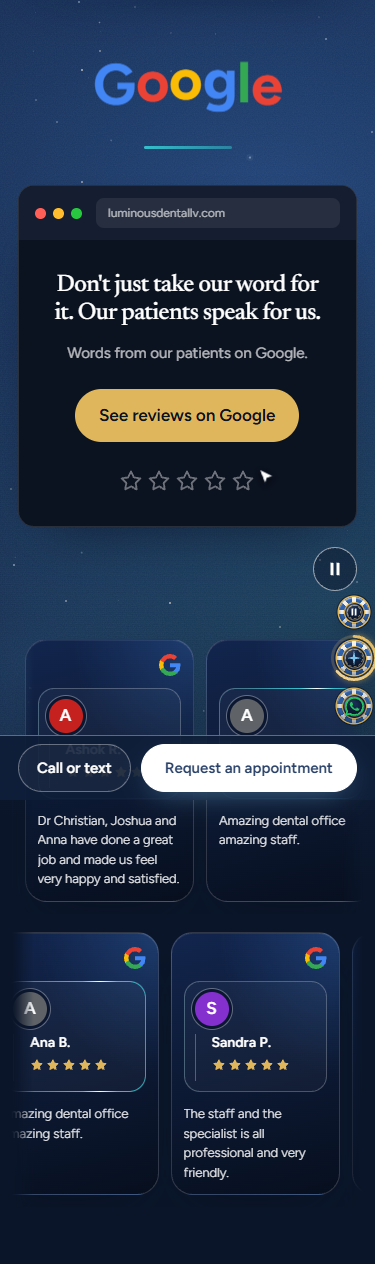 Google
luminousdentallv.com
Don't just take our word for
it. Our patients speak for us.
Words from our patients on Google.
See reviews on Google
A
A
Ashok R.
Call or text
Request an appointment
Dr Christian, Joshua and
Anna have done a great
job and made us feel
very happy and satisfied.
Amazing dental office
amazing staff.
A
Ana B.
mazing dental office
nazing staff.
S
Sandra P.
The staff and the
specialist is all
professional and very
friendly.